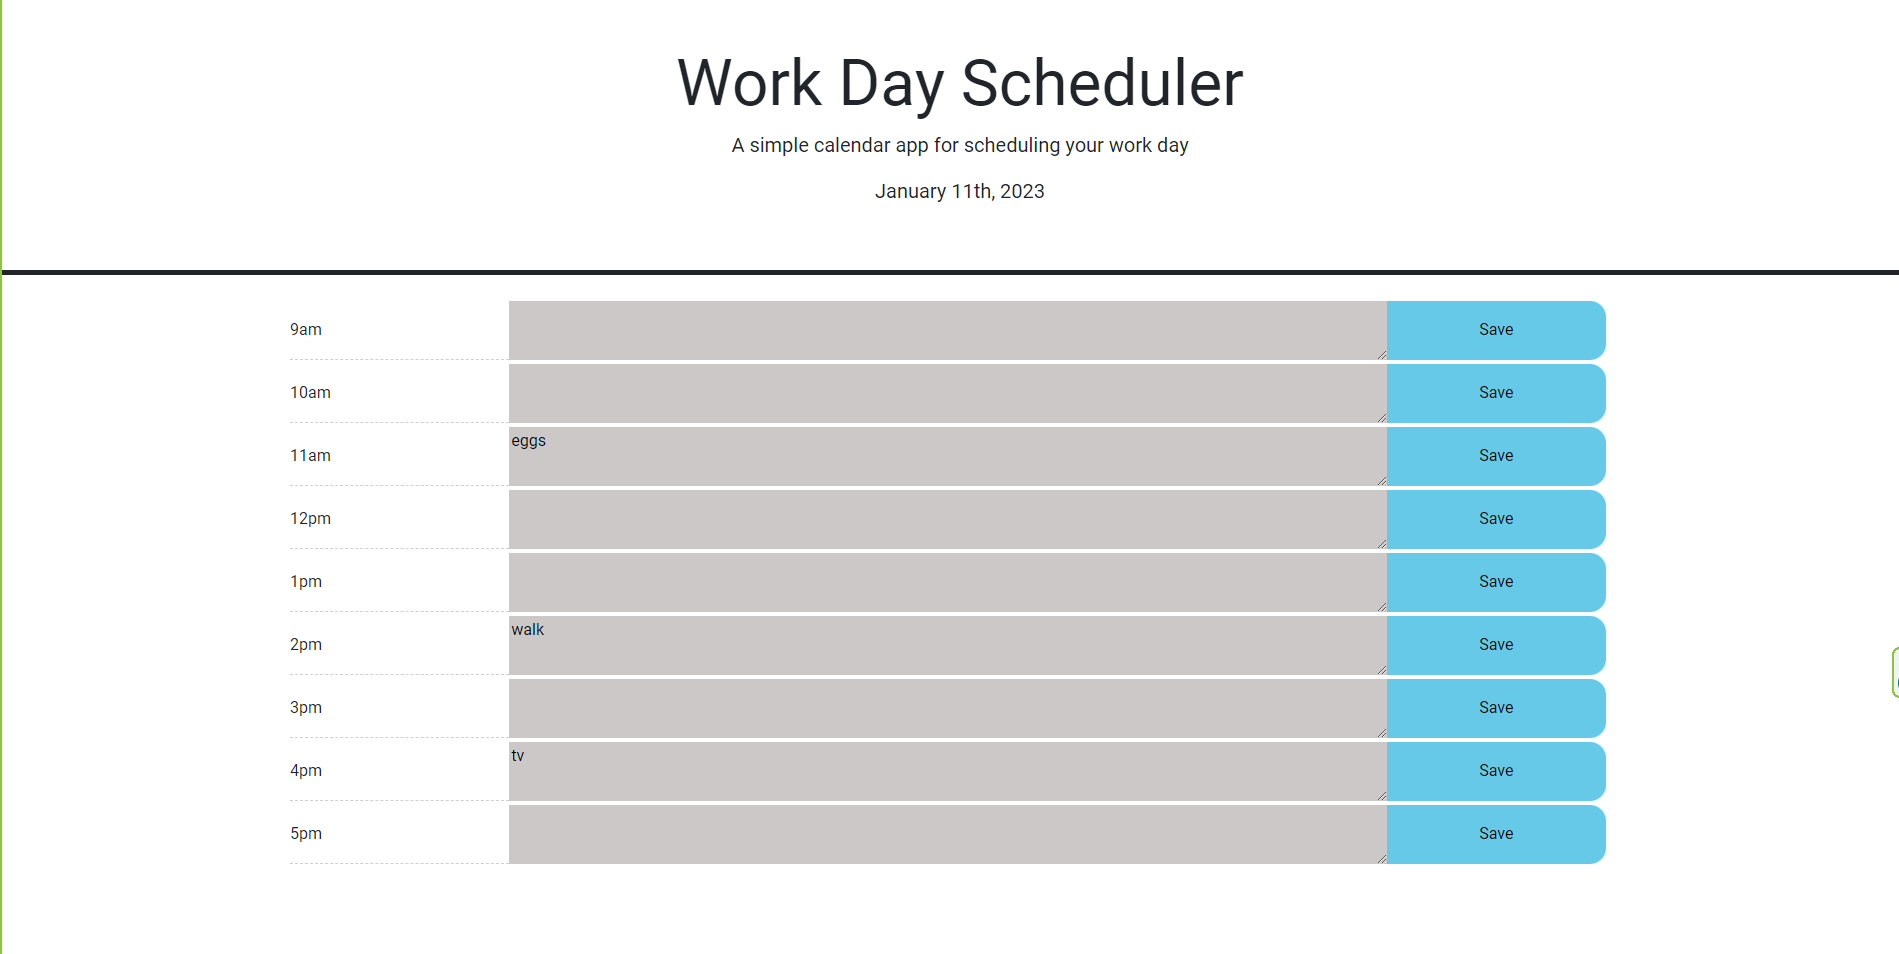 Work Day Scheduler
A simple calendar app for scheduling your work day
January 11th, 2023
9am Save
10am Save
11am eggs Save
12pm Save
1pm Save
2pm walk Save
3pm Save
4pm tv Save
5pm Save